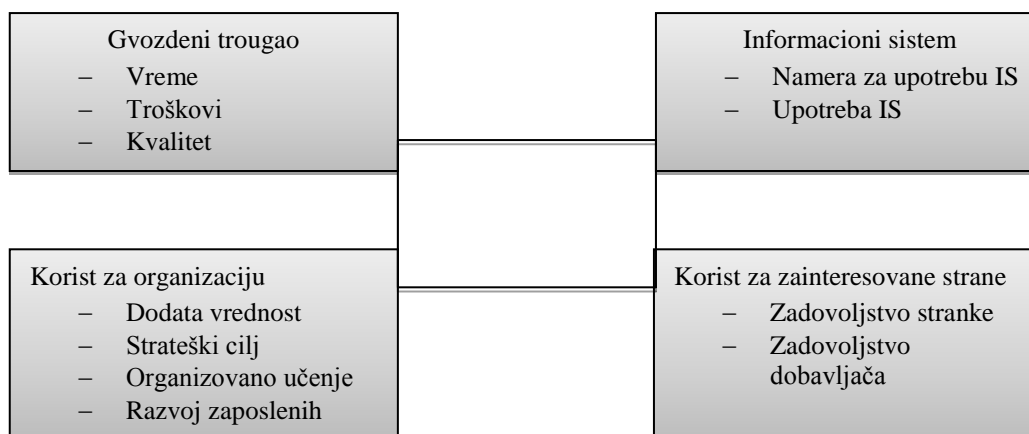 Gvozdeni trougao
– Vreme
– Troškovi
– Kvalitet
Informacioni sistem
– Namera za upotrebu IS
– Upotreba IS
Korist za organizaciju
– Dodata vrednost
– Strateški cilj
– Organizovano učenje
– Razvoj zaposlenih
Korist za zainteresovane strane
– Zadovoljstvo stranke
– Zadovoljstvo
dobavljača